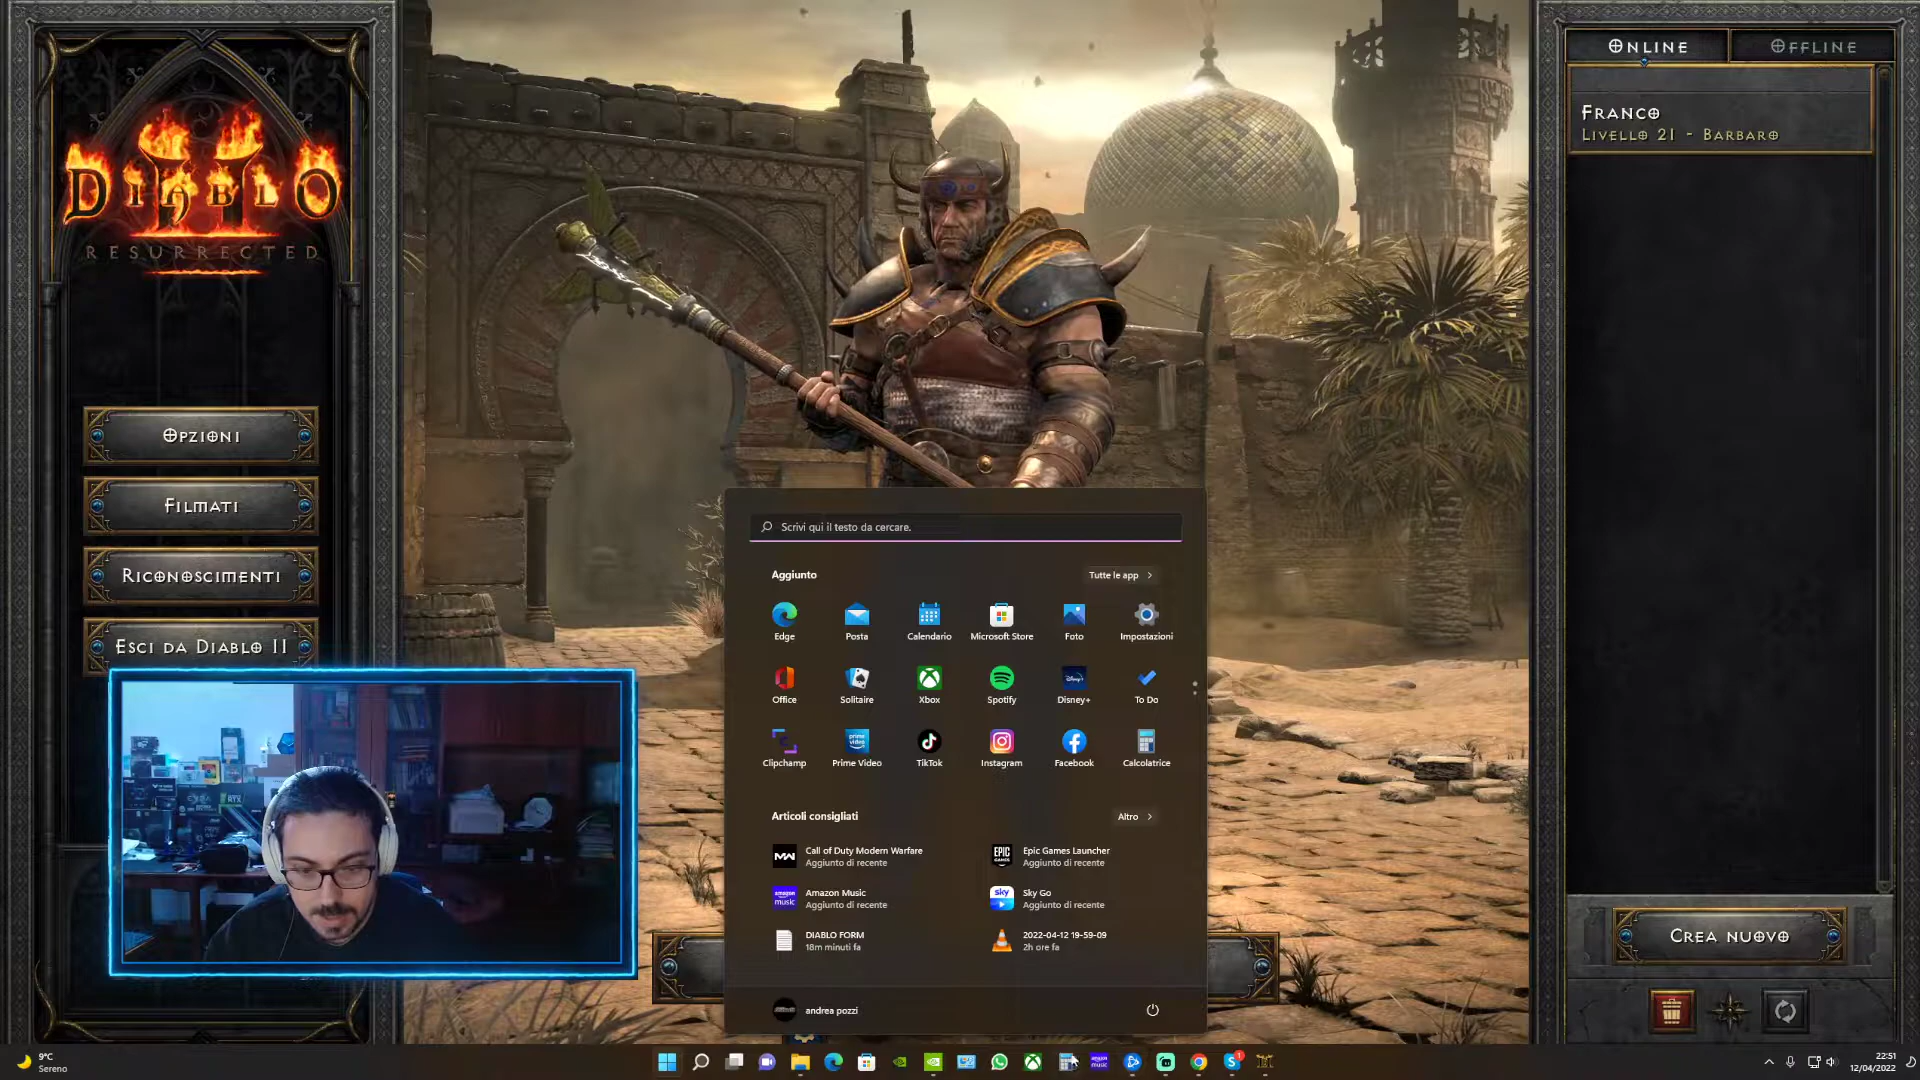 DIABLO II
RESURRECTED
Opzioni
Filmati
Riconoscimenti
Esci da Diablo II
Online
Offline
Franco
Livello 21 - Barbaro
Crea nuovo
Scrivi qui il testo da cercare.
Aggiunto
Tutte le app
Edge
Posta
Calendario
Microsoft Store
Foto
Impostazioni
Office
Solitaire
Xbox
Spotify
Disney+
To Do
Clipchamp
Prime Video
TikTok
Instagram
Facebook
Calcolatrice
Articoli consigliati
Altro
Call of Duty Modern Warfare
Aggiunto di recente
Epic Games Launcher
Aggiunto di recente
Amazon Music
Aggiunto di recente
Sky Go
Aggiunto di recente
DIABLO FORM
18m minuti fa
2022-04-12 19-59-09
2h ore fa
andrea pozzi
9°C
Sereno
22:51
12/04/2022